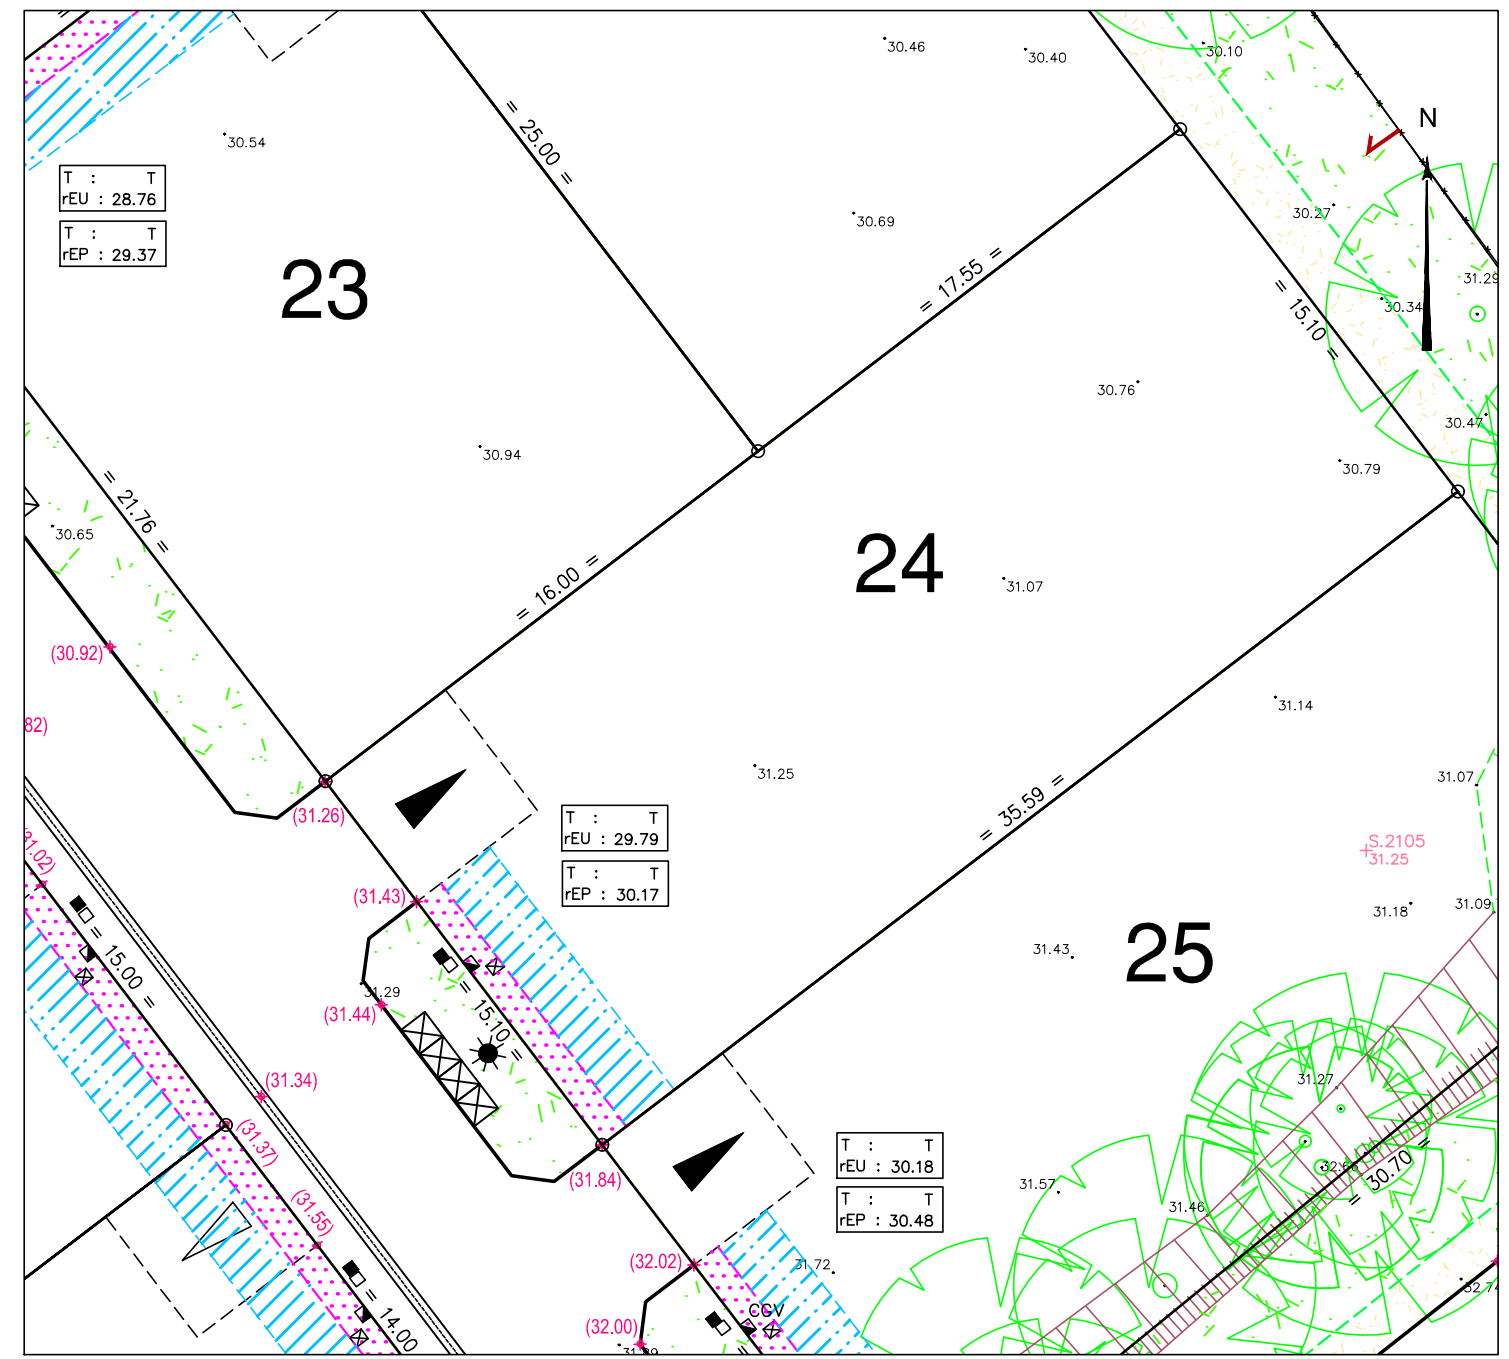 30.46
30.40
30.10
N
= 25.00 =
30.54
T : T
rEU : 28.76
T : T
rEP : 29.37
23
30.69
30.27
= 17.55 =
31.29
= 15.10 =
30.34
30.76
30.47
30.94
30.79
= 21.76 =
30.65
24
= 16.00 =
31.07
(30.92)
31.14
82)
31.25
31.07
(31.26)
= 35.59 =
T : T
rEU : 29.79
T : T
rEP : 30.17
S.2105
31.25
31.02)
(31.43)
31.18
31.09
25
31.43
= 15.00 =
31.29
(31.44)
= 15.10 =
(31.34)
31.27
(31.37)
= 30.70 =
T : T
rEU : 30.18
T : T
rEP : 30.48
(31.84)
31.57
31.46
(31.55)
(32.02)
31.72
CCV
(32.00)
= 14.00